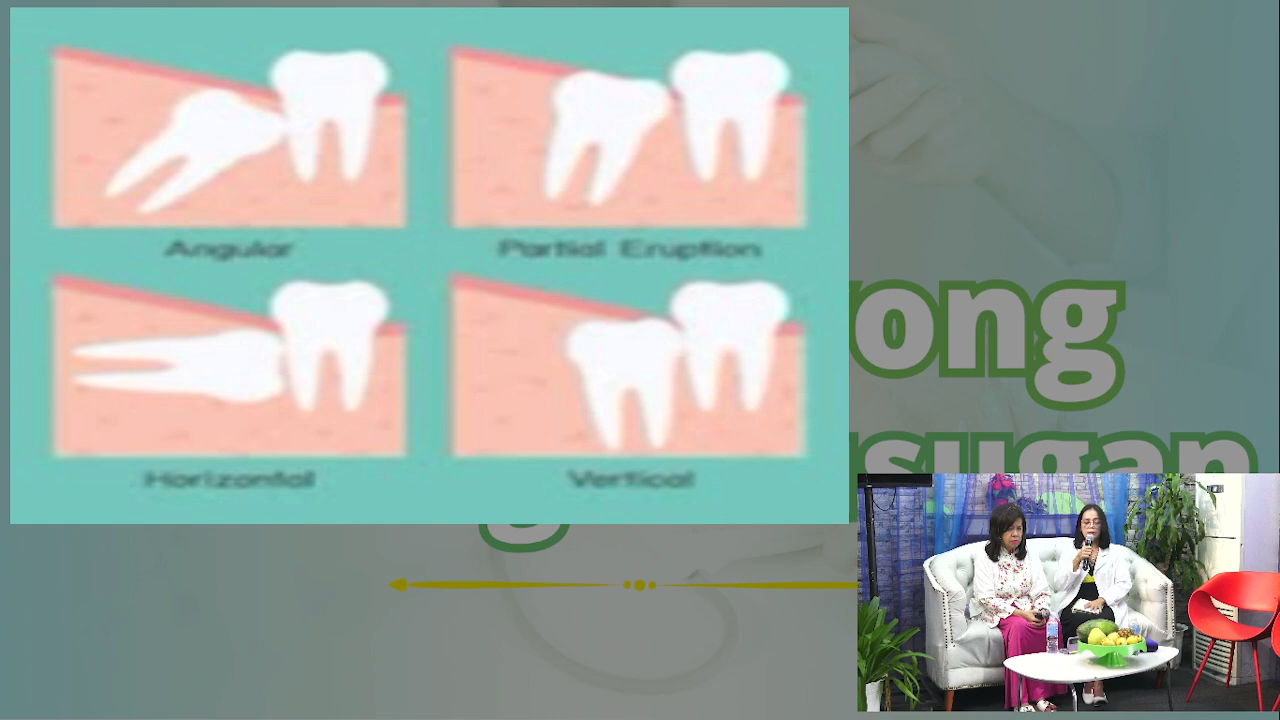 Angular
Partial Eruption
Horizontal
Vertical
ong
sugan
g